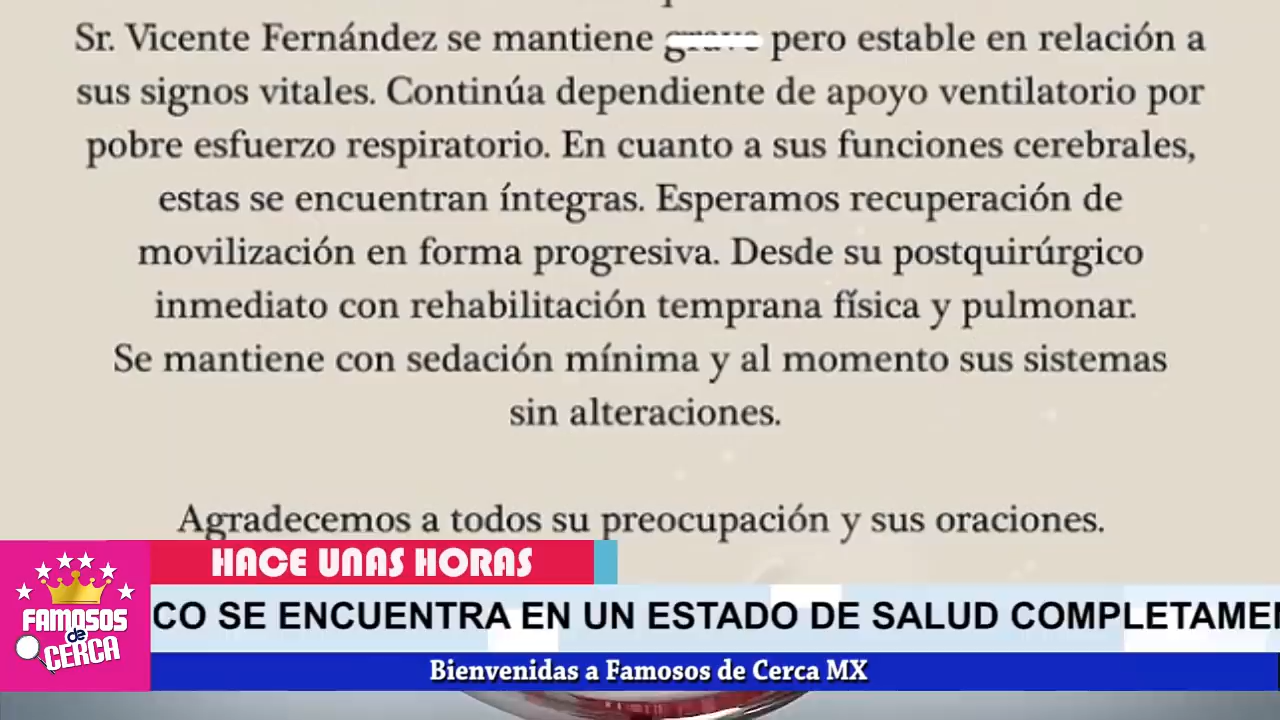 Sr. Vicente Fernández se mantiene grave pero estable en relación a
sus signos vitales. Continúa dependiente de apoyo ventilatorio por
pobre esfuerzo respiratorio. En cuanto a sus funciones cerebrales,
estas se encuentran íntegras. Esperamos recuperación de
movilización en forma progresiva. Desde su postquirúrgico
inmediato con rehabilitación temprana física y pulmonar.
Se mantiene con sedación mínima y al momento sus sistemas
sin alteraciones.
Agradecemos a todos su preocupación y sus oraciones.
HACE UNAS HORAS
CO SE ENCUENTRA EN UN ESTADO DE SALUD COMPLETAME
FAMOSOS
de
CERCA
Bienvenidas a Famosos de Cerca MX